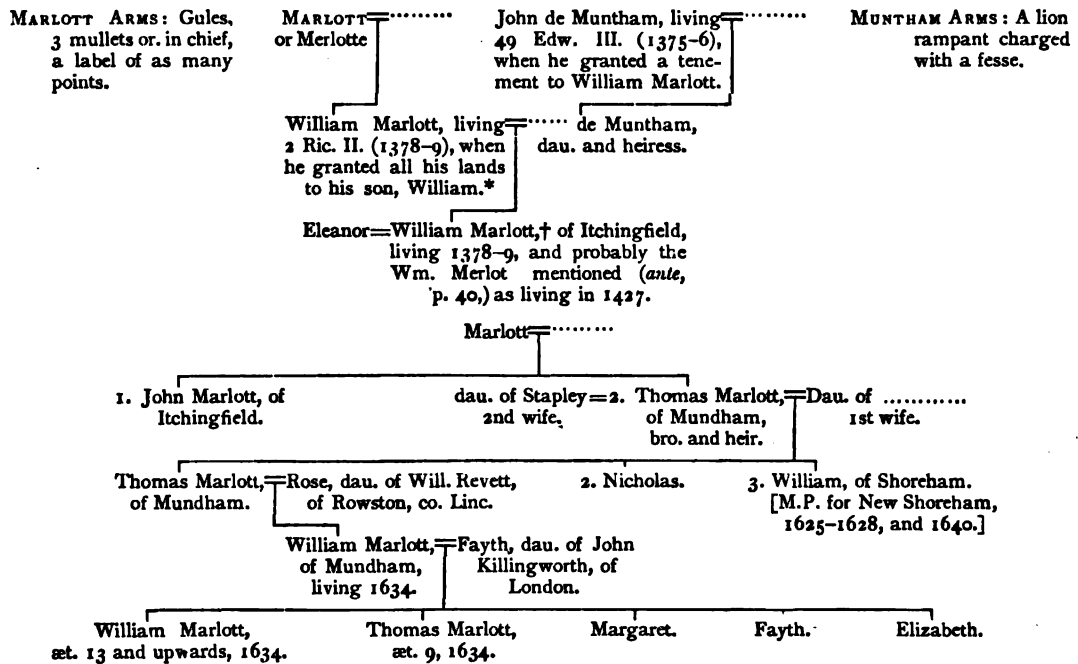 MARLOTT ARMS: Gules,
3 mullets or. in chief,
a label of as many
points.
MARLOTT=.........
or Merlotte
John de Muntham, living=.........
49 Edw. III. (1375–6),
when he granted a tene-
ment to William Marlott.
MUNTHAM ARMS: A lion
rampant charged
with a fesse.
William Marlott, living=...... de Muntham,
2 Ric. II. (1378–9), when
he granted all his lands
to his son, William.*
dau. and heiress.
Eleanor=William Marlott,† of Itchingfield,
living 1378–9, and probably the
Wm. Merlot mentioned (ante,
p. 40,) as living in 1427.
Marlott=.........
1. John Marlott, of
Itchingfield.
dau. of Stapley=2. Thomas Marlott,=Dau. of ............
2nd wife.
of Mundham,
bro. and heir.
1st wife.
Thomas Marlott,=Rose, dau. of Will. Revett,
of Mundham.
of Rowston, co. Linc.
2. Nicholas.
3. William, of Shoreham.
[M.P. for New Shoreham,
1625–1628, and 1640.]
William Marlott,=Fayth, dau. of John
of Mundham,
living 1634.
Killingworth, of
London.
William Marlott,
æt. 13 and upwards, 1634.
Thomas Marlott,
æt. 9, 1634.
Margaret.
Fayth.
Elizabeth.